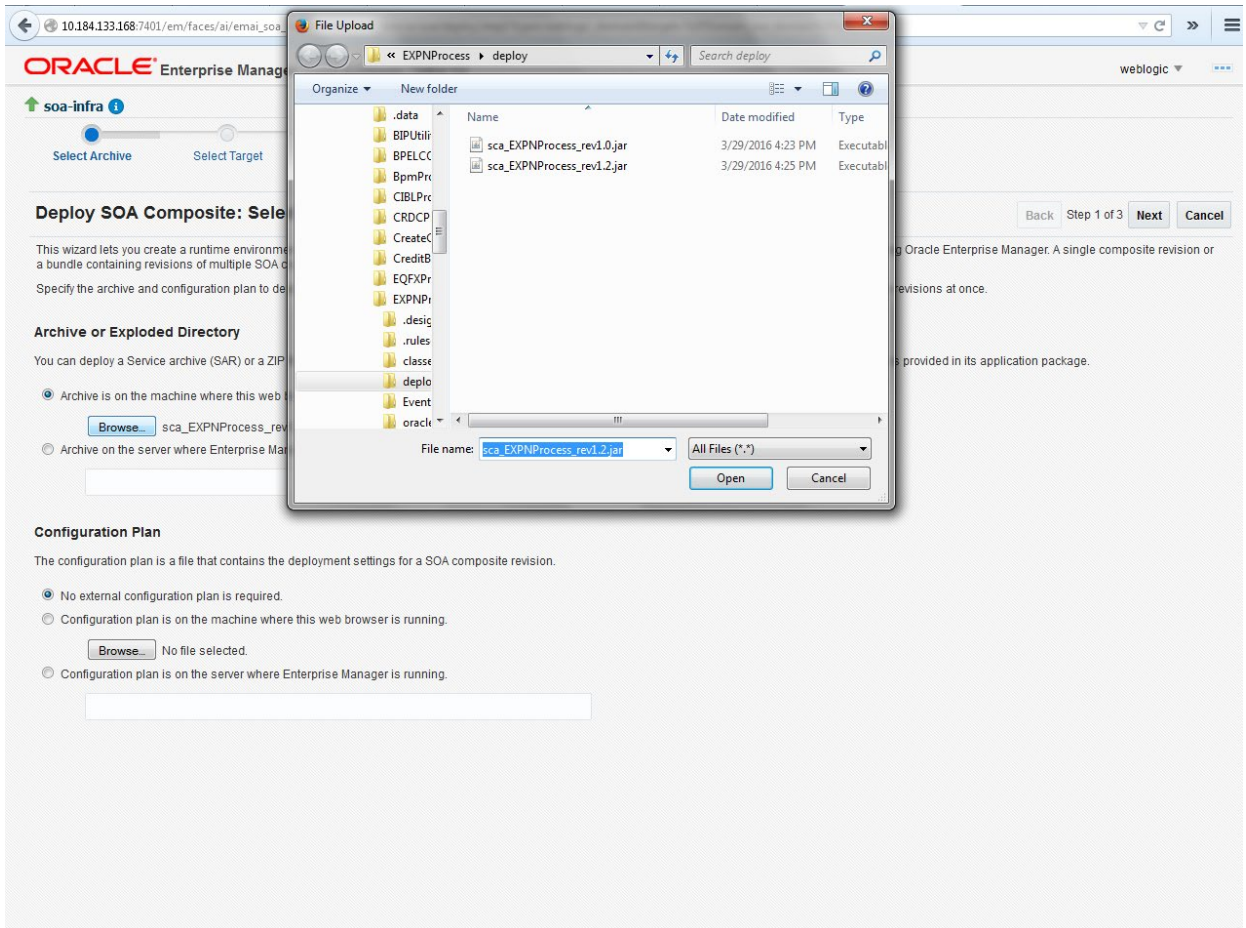 10.184.133.168:7401/em/faces/ai/emai_soa_
ORACLE Enterprise Manage
weblogic
soa-infra
Select Archive
Select Target
Deploy SOA Composite: Sele
Back Step 1 of 3 Next Cancel
This wizard lets you create a runtime environme
g Oracle Enterprise Manager. A single composite revision or
a bundle containing revisions of multiple SOA c
Specify the archive and configuration plan to de
revisions at once.
Archive or Exploded Directory
You can deploy a Service archive (SAR) or a ZIP
s provided in its application package.
Archive is on the machine where this web b
Browse... sca_EXPNProcess_rev
Archive on the server where Enterprise Man
Configuration Plan
The configuration plan is a file that contains the deployment settings for a SOA composite revision.
No external configuration plan is required.
Configuration plan is on the machine where this web browser is running.
Browse... No file selected.
Configuration plan is on the server where Enterprise Manager is running.
File Upload
« EXPNProcess ▸ deploy
Search deploy
Organize
New folder
.data
BIPUtili
BPELCC
BpmPro
CIBLPro
CRDCP
CreateC
CreditB
EQFXPr
EXPNPr
.desig
.rules
classe
deplo
Event
oracle
Name
Date modified
Type
sca_EXPNProcess_rev1.0.jar
3/29/2016 4:23 PM
Executabl
sca_EXPNProcess_rev1.2.jar
3/29/2016 4:25 PM
Executabl
File name: sca_EXPNProcess_rev1.2.jar
All Files (*.*)
Open
Cancel